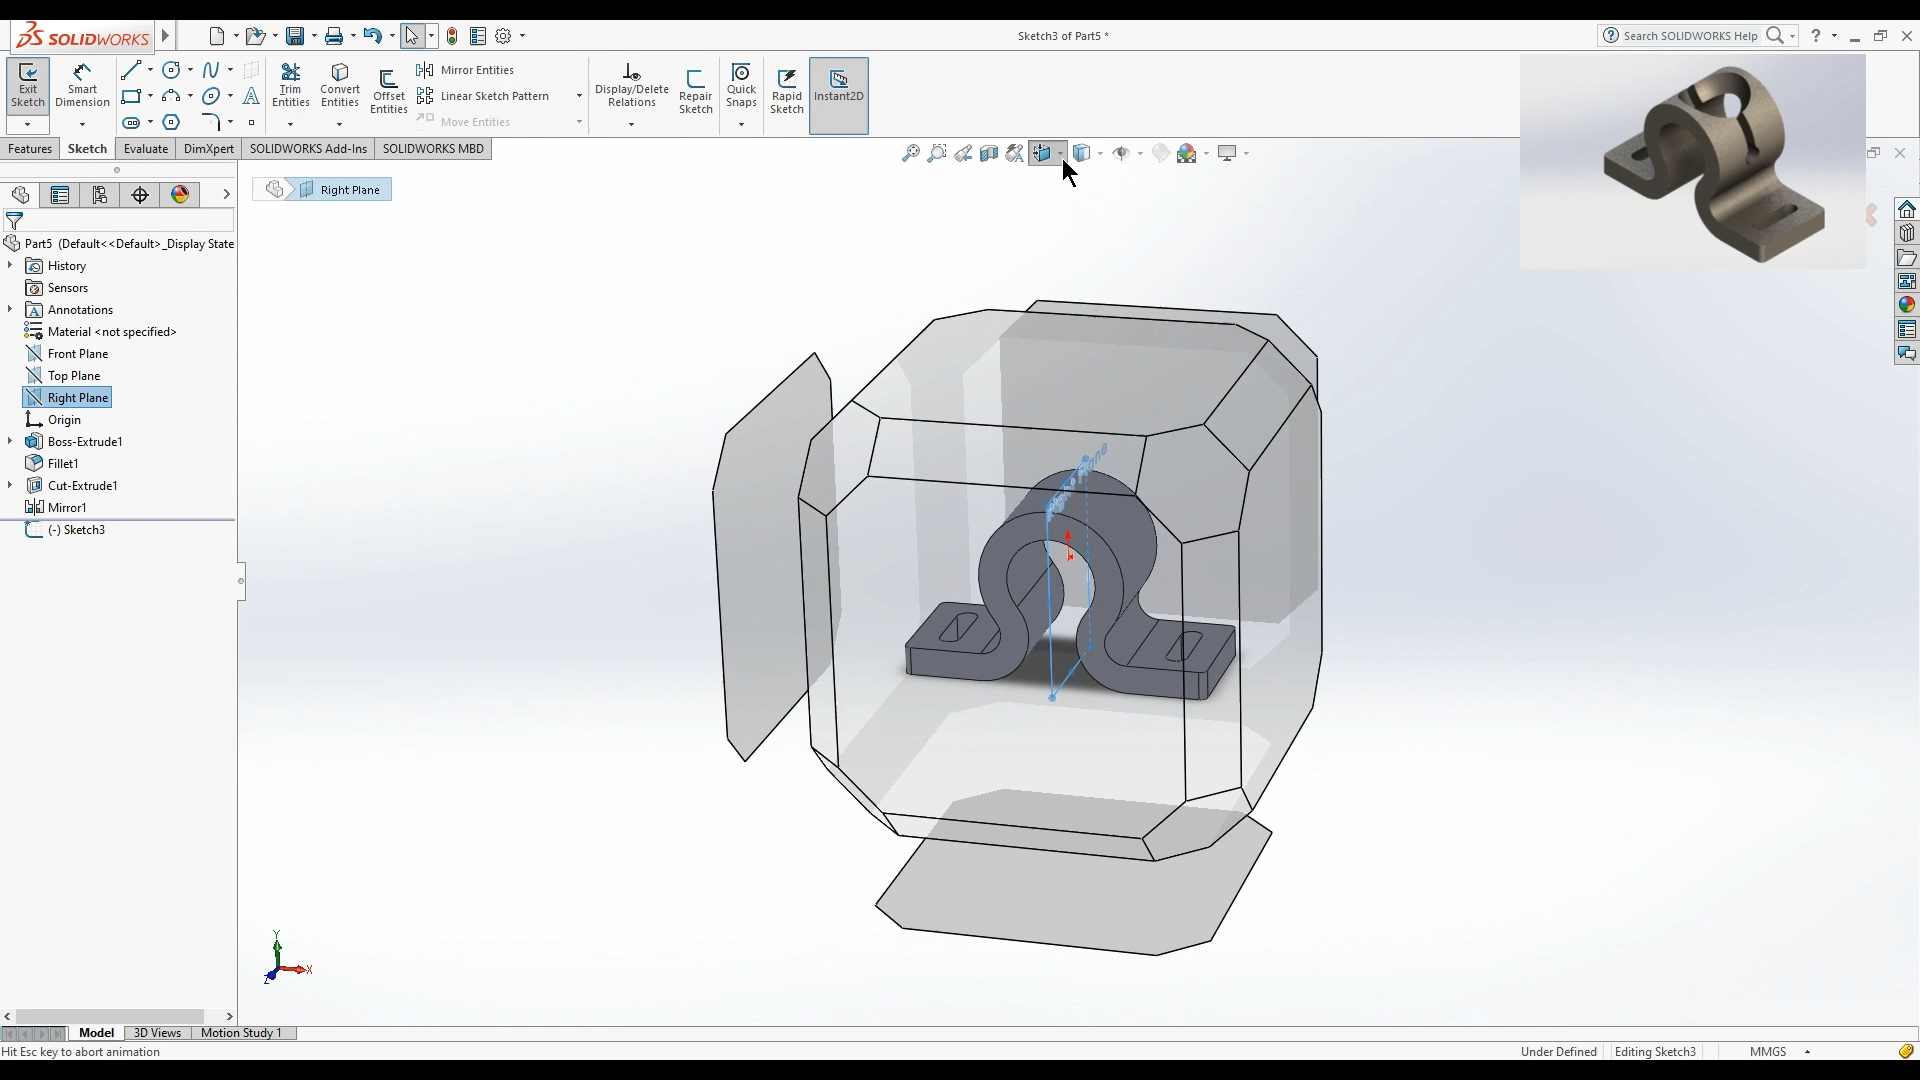 SOLIDWORKS
Sketch3 of Part5 *
Search SOLIDWORKS Help
Exit Sketch
Smart Dimension
Trim Entities
Convert Entities
Offset Entities
Mirror Entities
Linear Sketch Pattern
Move Entities
Display/Delete Relations
Repair Sketch
Quick Snaps
Rapid Sketch
Instant2D
Features
Sketch
Evaluate
DimXpert
SOLIDWORKS Add-Ins
SOLIDWORKS MBD
Right Plane
Part5 (Default<<Default>_Display State
History
Sensors
Annotations
Material <not specified>
Front Plane
Top Plane
Right Plane
Origin
Boss-Extrude1
Fillet1
Cut-Extrude1
Mirror1
(-) Sketch3
Y
X
Z
Model
3D Views
Motion Study 1
Hit Esc key to abort animation
Under Defined
Editing Sketch3
MMGS